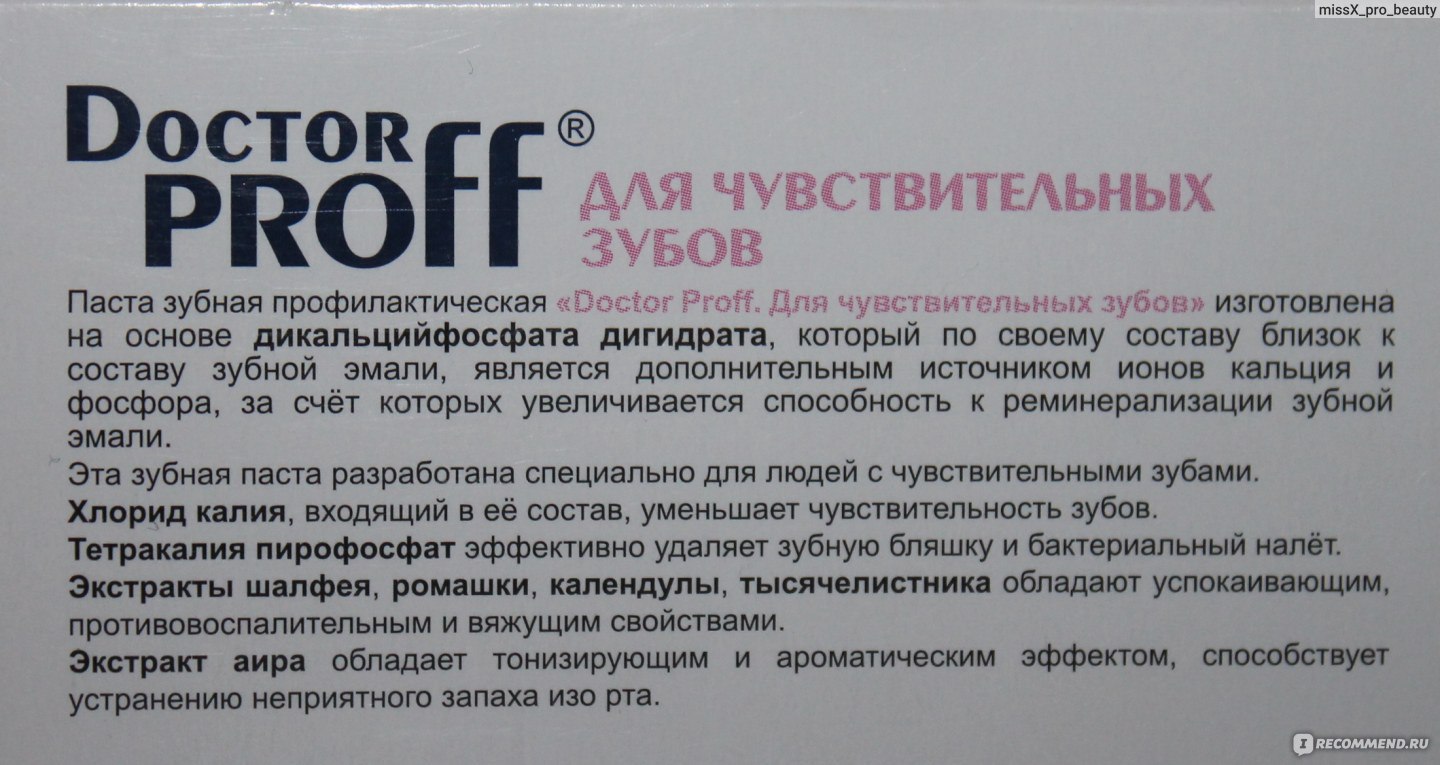 missX_pro_beauty
DOCTOR
PROFF®
ДЛЯ ЧУВСТВИТЕЛЬНЫХ
ЗУБОВ
Паста зубная профилактическая «Doctor Proff. Для чувствительных зубов» изготовлена
на основе дикальцийфосфата дигидрата, который по своему составу близок к
составу зубной эмали, является дополнительным источником ионов кальция и
фосфора, за счёт которых увеличивается способность к реминерализации зубной
эмали.
Эта зубная паста разработана специально для людей с чувствительными зубами.
Хлорид калия, входящий в её состав, уменьшает чувствительность зубов.
Тетракалия пирофосфат эффективно удаляет зубную бляшку и бактериальный налёт.
Экстракты шалфея, ромашки, календулы, тысячелистника обладают успокаивающим,
противовоспалительным и вяжущим свойствами.
Экстракт аира обладает тонизирующим и ароматическим эффектом, способствует
устранению неприятного запаха изо рта.
I RECOMMEND.RU